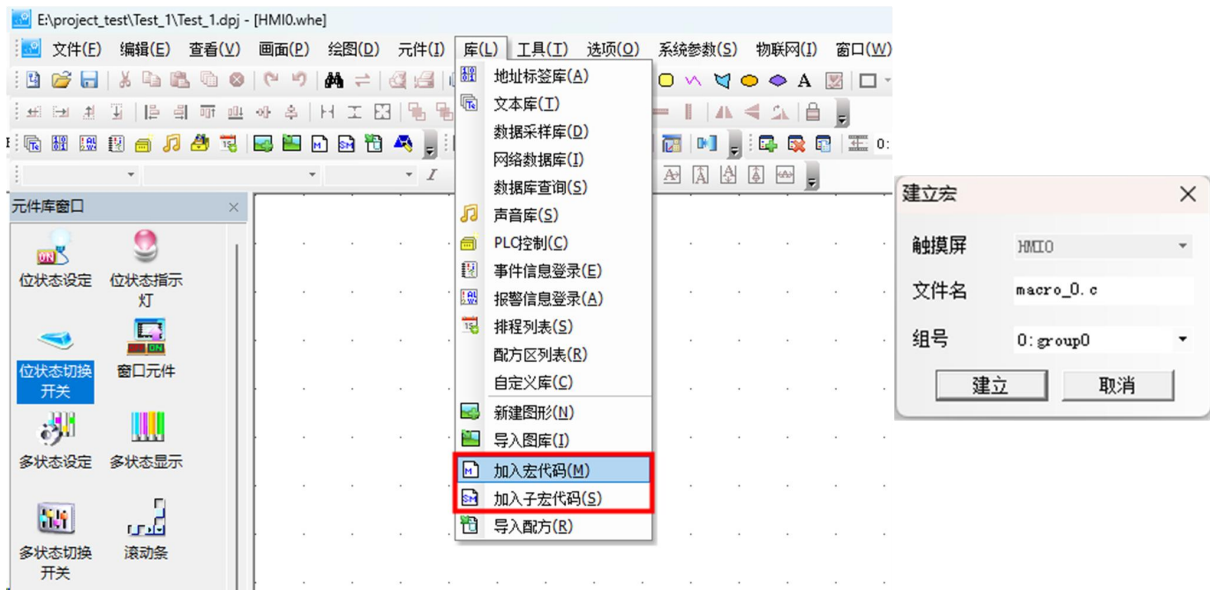 E:\project_test\Test_1\Test_1.dpj - [HMI0.whe]
文件(F) 编辑(E) 查看(V) 画面(P) 绘图(D) 元件(I) 库(L) 工具(T) 选项(O) 系统参数(S) 物联网(I) 窗口(W)
地址标签库(A)
文本库(T)
数据采样库(D)
网络数据库(I)
数据库查询(S)
声音库(S)
PLC控制(C)
事件信息登录(E)
报警信息登录(A)
排程列表(S)
配方区列表(R)
自定义库(C)
新建图形(N)
导入图库(I)
加入宏代码(M)
加入子宏代码(S)
导入配方(R)
0:
元件库窗口
位状态设定 位状态指示
灯
位状态切换 窗口元件
开关
多状态设定 多状态显示
多状态切换 滚动条
开关
建立宏
触摸屏 HMI0
文件名 macro_0.c
组号 0:group0
建立 取消